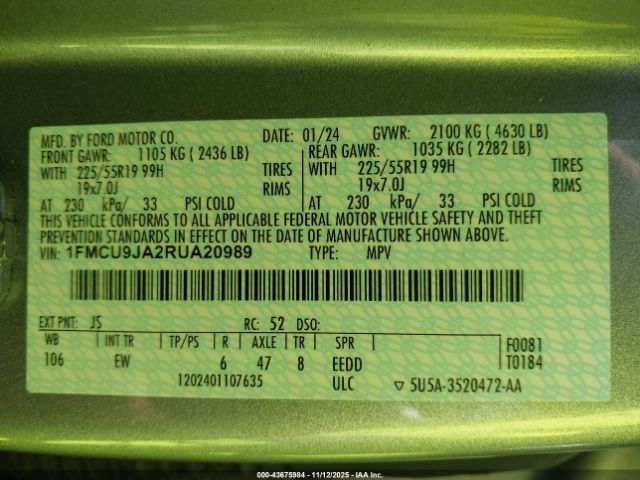 MFD. BY FORD MOTOR CO. DATE: 01/24 GVWR: 2100 KG ( 4630 LB)
FRONT GAWR: 1105 KG ( 2436 LB) REAR GAWR: 1035 KG ( 2282 LB)
WITH 225/55R19 99H TIRES WITH 225/55R19 99H TIRES
19x7.0J RIMS 19x7.0J RIMS
AT 230 kPa/ 33 PSI COLD AT 230 kPa/ 33 PSI COLD
THIS VEHICLE CONFORMS TO ALL APPLICABLE FEDERAL MOTOR VEHICLE SAFETY AND THEFT
PREVENTION STANDARDS IN EFFECT ON THE DATE OF MANUFACTURE SHOWN ABOVE.
VIN: 1FMCU9JA2RUA20989 TYPE: MPV
EXT PNT: JS RC: 52 DSO:
WB INT TR TP/PS R AXLE TR SPR F0081
106 EW 6 47 8 EEDD T0184
1202401107635 ULC ▽ 5U5A-3520472-AA
000-43675984 - 11/12/2025 - IAA Inc.